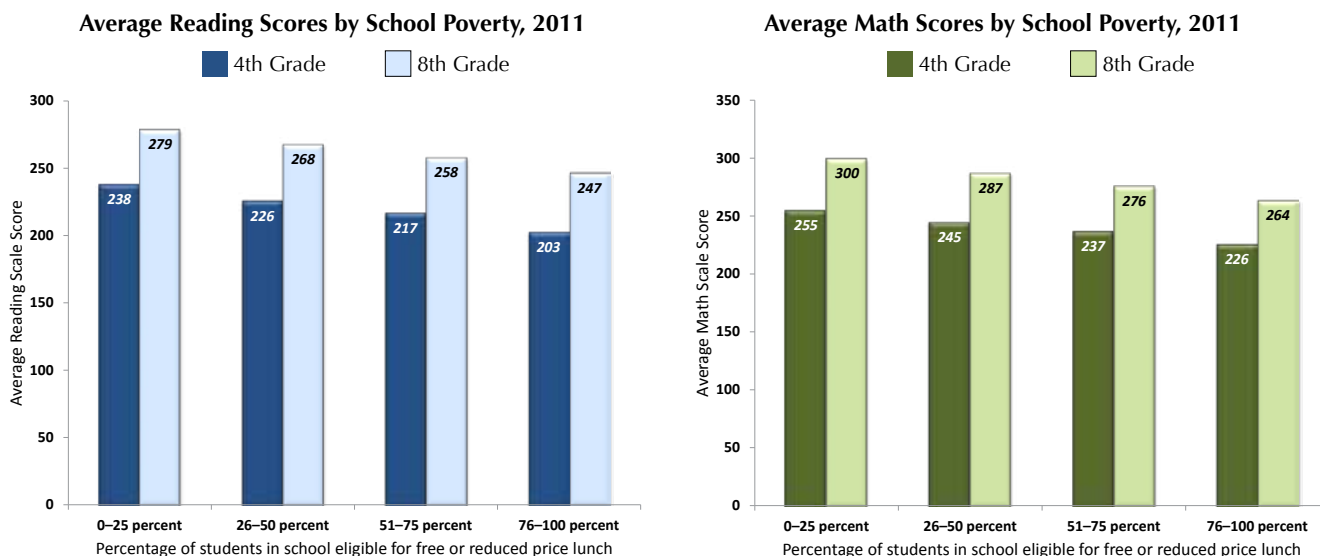 Average Reading Scores by School Poverty, 2011
4th Grade
8th Grade
Average Reading Scale Score
300
250
200
150
100
50
0
238
279
226
268
217
258
203
247
0–25 percent
26–50 percent
51–75 percent
76–100 percent
Percentage of students in school eligible for free or reduced price lunch
Average Math Scores by School Poverty, 2011
4th Grade
8th Grade
Average Math Scale Score
350
300
250
200
150
100
50
0
255
300
245
287
237
276
226
264
0–25 percent
26–50 percent
51–75 percent
76–100 percent
Percentage of students in school eligible for free or reduced price lunch